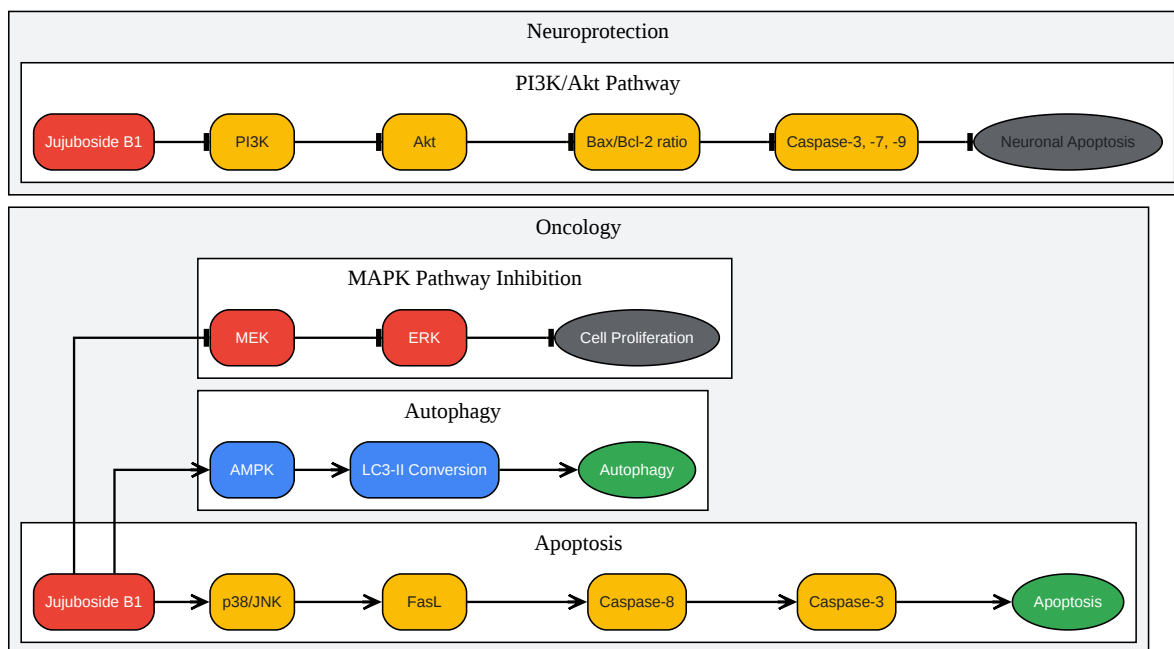 Neuroprotection
PI3K/Akt Pathway
Jujuboside B1
PI3K
Akt
Bax/Bcl-2 ratio
Caspase-3, -7, -9
Neuronal Apoptosis
Oncology
MAPK Pathway Inhibition
MEK
ERK
Cell Proliferation
Autophagy
AMPK
LC3-II Conversion
Autophagy
Apoptosis
Jujuboside B1
p38/JNK
FasL
Caspase-8
Caspase-3
Apoptosis